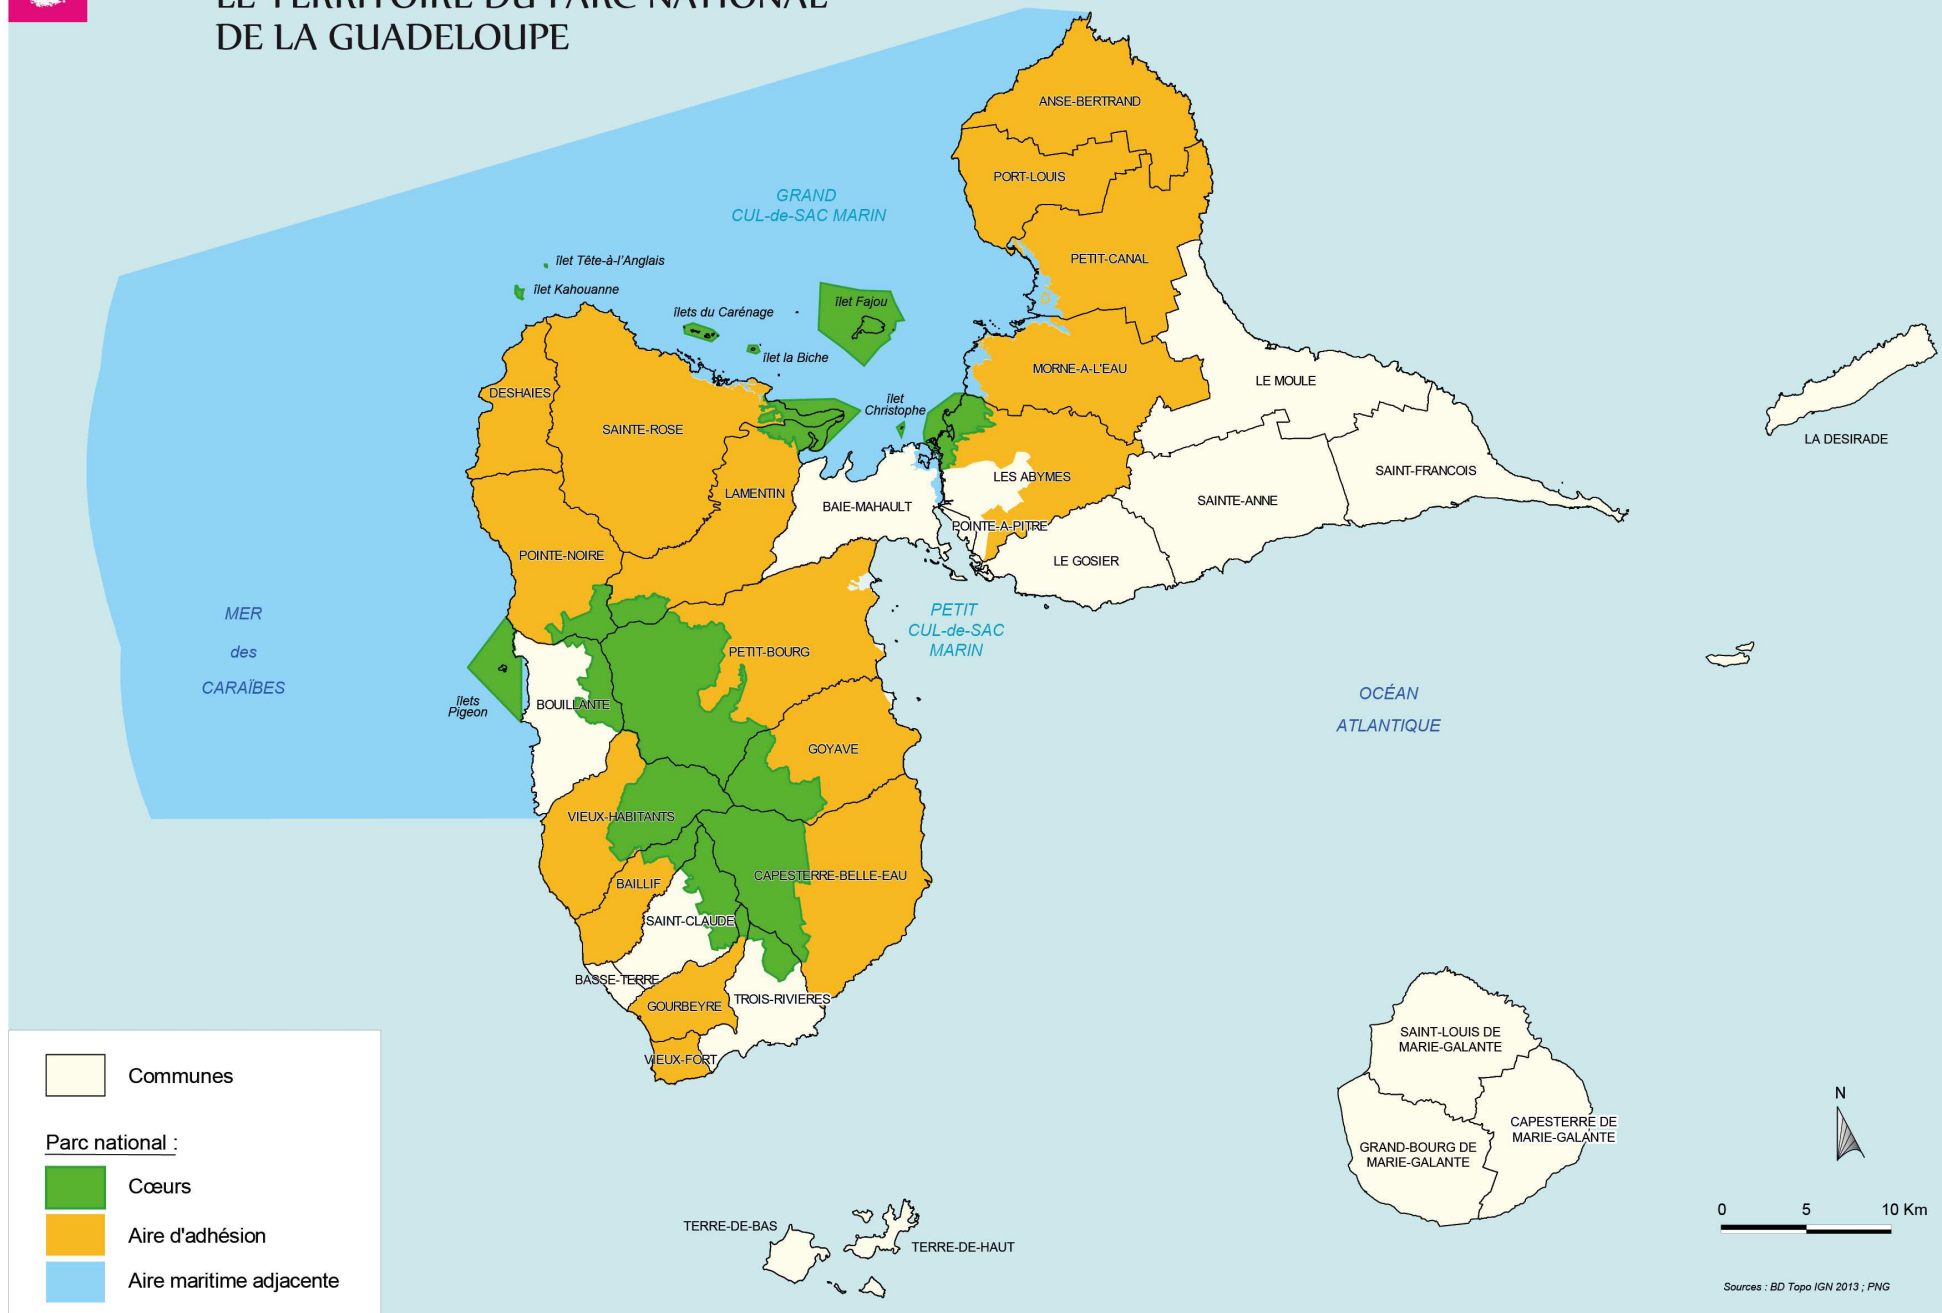 LE TERRITOIRE DU PARC NATIONAL
DE LA GUADELOUPE
ANSE-BERTRAND
PORT-LOUIS
GRAND
CUL-de-SAC MARIN
PETIT-CANAL
îlet Tête-à-l'Anglais
îlet Kahouanne
îlets du Carénage
îlet Fajou
îlet la Biche
MORNE-A-L'EAU
LE MOULE
DESHAIES
îlet
Christophe
SAINTE-ROSE
LA DESIRADE
SAINT-FRANCOIS
LES ABYMES
LAMENTIN
SAINTE-ANNE
BAIE-MAHAULT
POINTE-A-PITRE
POINTE-NOIRE
LE GOSIER
MER
des
CARAÏBES
PETIT
CUL-de-SAC
MARIN
PETIT-BOURG
îlets
Pigeon
BOUILLANTE
OCÉAN
ATLANTIQUE
GOYAVE
VIEUX-HABITANTS
CAPESTERRE-BELLE-EAU
BAILLIF
SAINT-CLAUDE
BASSE-TERRE
TROIS-RIVIERES
GOURBEYRE
VIEUX-FORT
SAINT-LOUIS DE
MARIE-GALANTE
CAPESTERRE DE
MARIE-GALANTE
GRAND-BOURG DE
MARIE-GALANTE
TERRE-DE-BAS
TERRE-DE-HAUT
Communes
Parc national :
Cœurs
Aire d'adhésion
Aire maritime adjacente
N
0 5 10 Km
Sources : BD Topo IGN 2013 ; PNG